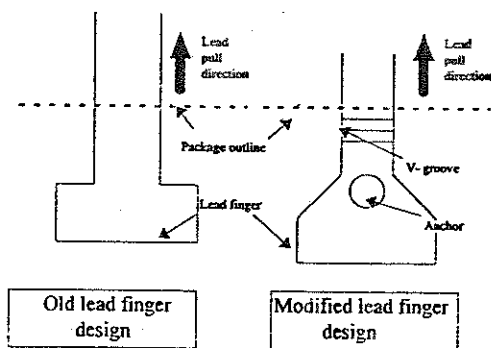 Lead
pull
direction
Lead
pull
direction
Package outline
V-groove
Lead finger
Anchor
Old lead finger
design
Modified lead finger
design